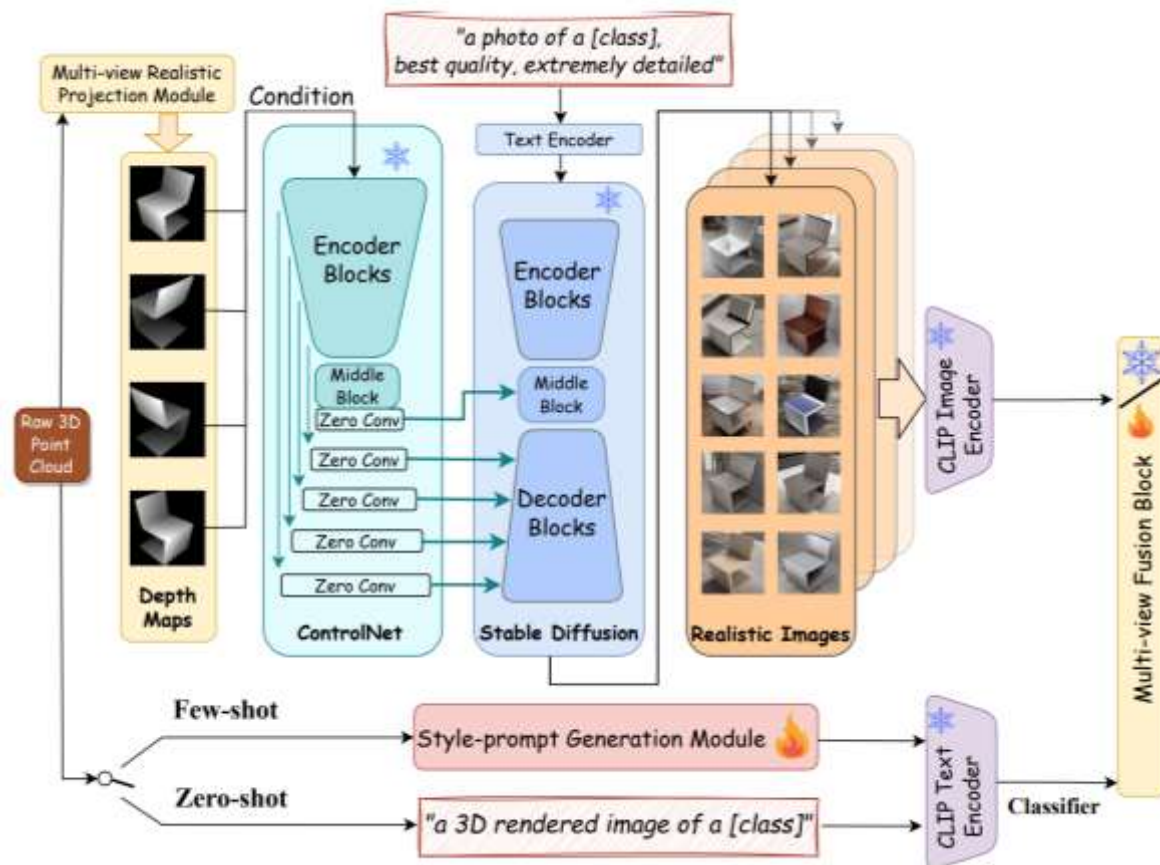 "a photo of a [class],
best quality, extremely detailed"
Multi-view Realistic
Projection Module
Condition
Text Encoder
Encoder
Blocks
Encoder
Blocks
Middle
Block
Middle
Block
Zero Conv
Zero Conv
Zero Conv
Zero Conv
Zero Conv
Decoder
Blocks
Raw 3D
Point
Cloud
Depth
Maps
ControlNet
Stable Diffusion
Realistic Images
CLIP Image
Encoder
Multi-view Fusion Block
Few-shot
Style-prompt Generation Module
Zero-shot
"a 3D rendered image of a [class]"
CLIP Text
Encoder
Classifier